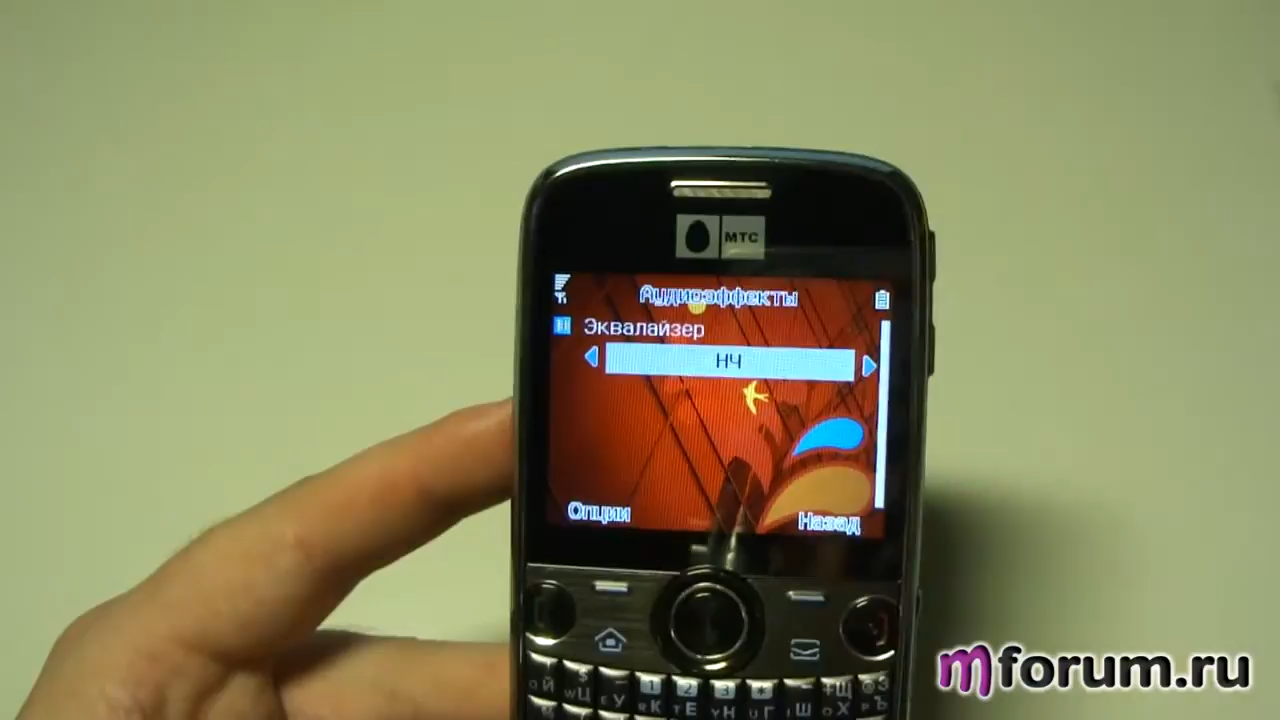 МТС
Аудиоэффекты
Эквалайзер
НЧ
Опции
Назад
mforum.ru